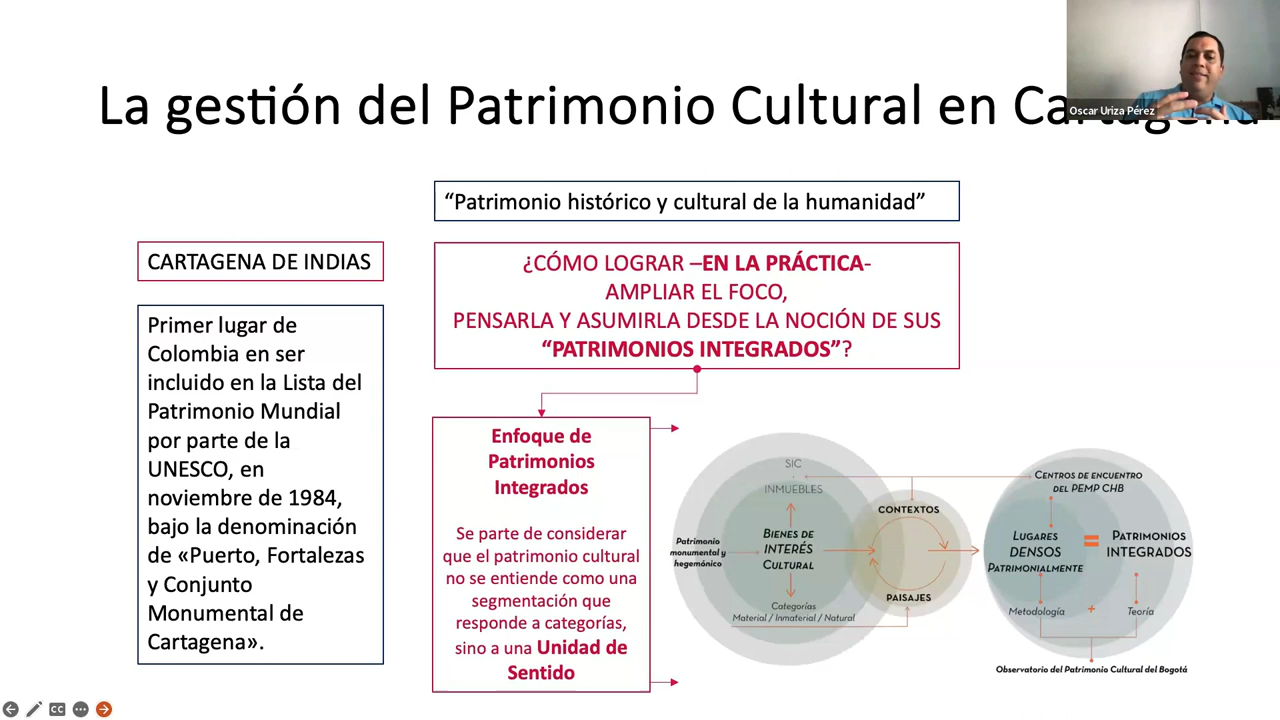 La gestión del Patrimonio Cultural en Cartagena
Oscar Uriza Pérez
“Patrimonio histórico y cultural de la humanidad”
CARTAGENA DE INDIAS
¿CÓMO LOGRAR –EN LA PRÁCTICA-
AMPLIAR EL FOCO,
PENSARLA Y ASUMIRLA DESDE LA NOCIÓN DE SUS
“PATRIMONIOS INTEGRADOS”?
Primer lugar de
Colombia en ser
incluido en la Lista del
Patrimonio Mundial
por parte de la
UNESCO, en
noviembre de 1984,
bajo la denominación
de «Puerto, Fortalezas
y Conjunto
Monumental de
Cartagena».
Enfoque de
Patrimonios
Integrados
Se parte de considerar
que el patrimonio cultural
no se entiende como una
segmentación que
responde a categorías,
sino a una Unidad de
Sentido
SIC
INMUEBLES
Patrimonio
monumental y
hegemónico
BIENES DE
INTERÉS
CULTURAL
Categorías
Material / Inmaterial / Natural
CONTEXTOS
PAISAJES
CENTROS DE ENCUENTRO
DEL PEMP CHB
LUGARES
DENSOS
PATRIMONIALMENTE
=
PATRIMONIOS
INTEGRADOS
Metodología
+
Teoría
Observatorio del Patrimonio Cultural del Bogotá
CC